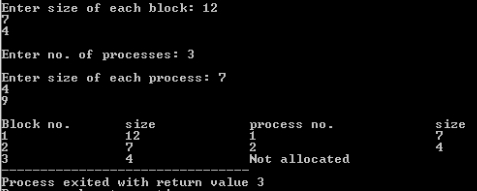 Enter size of each block: 12
7
4
Enter no. of processes: 3
Enter size of each process: 7
4
9
Block no. size process no. size
1 12 1 7
2 7 2 4
3 4 Not allocated
--------------------------------
Process exited with return value 3